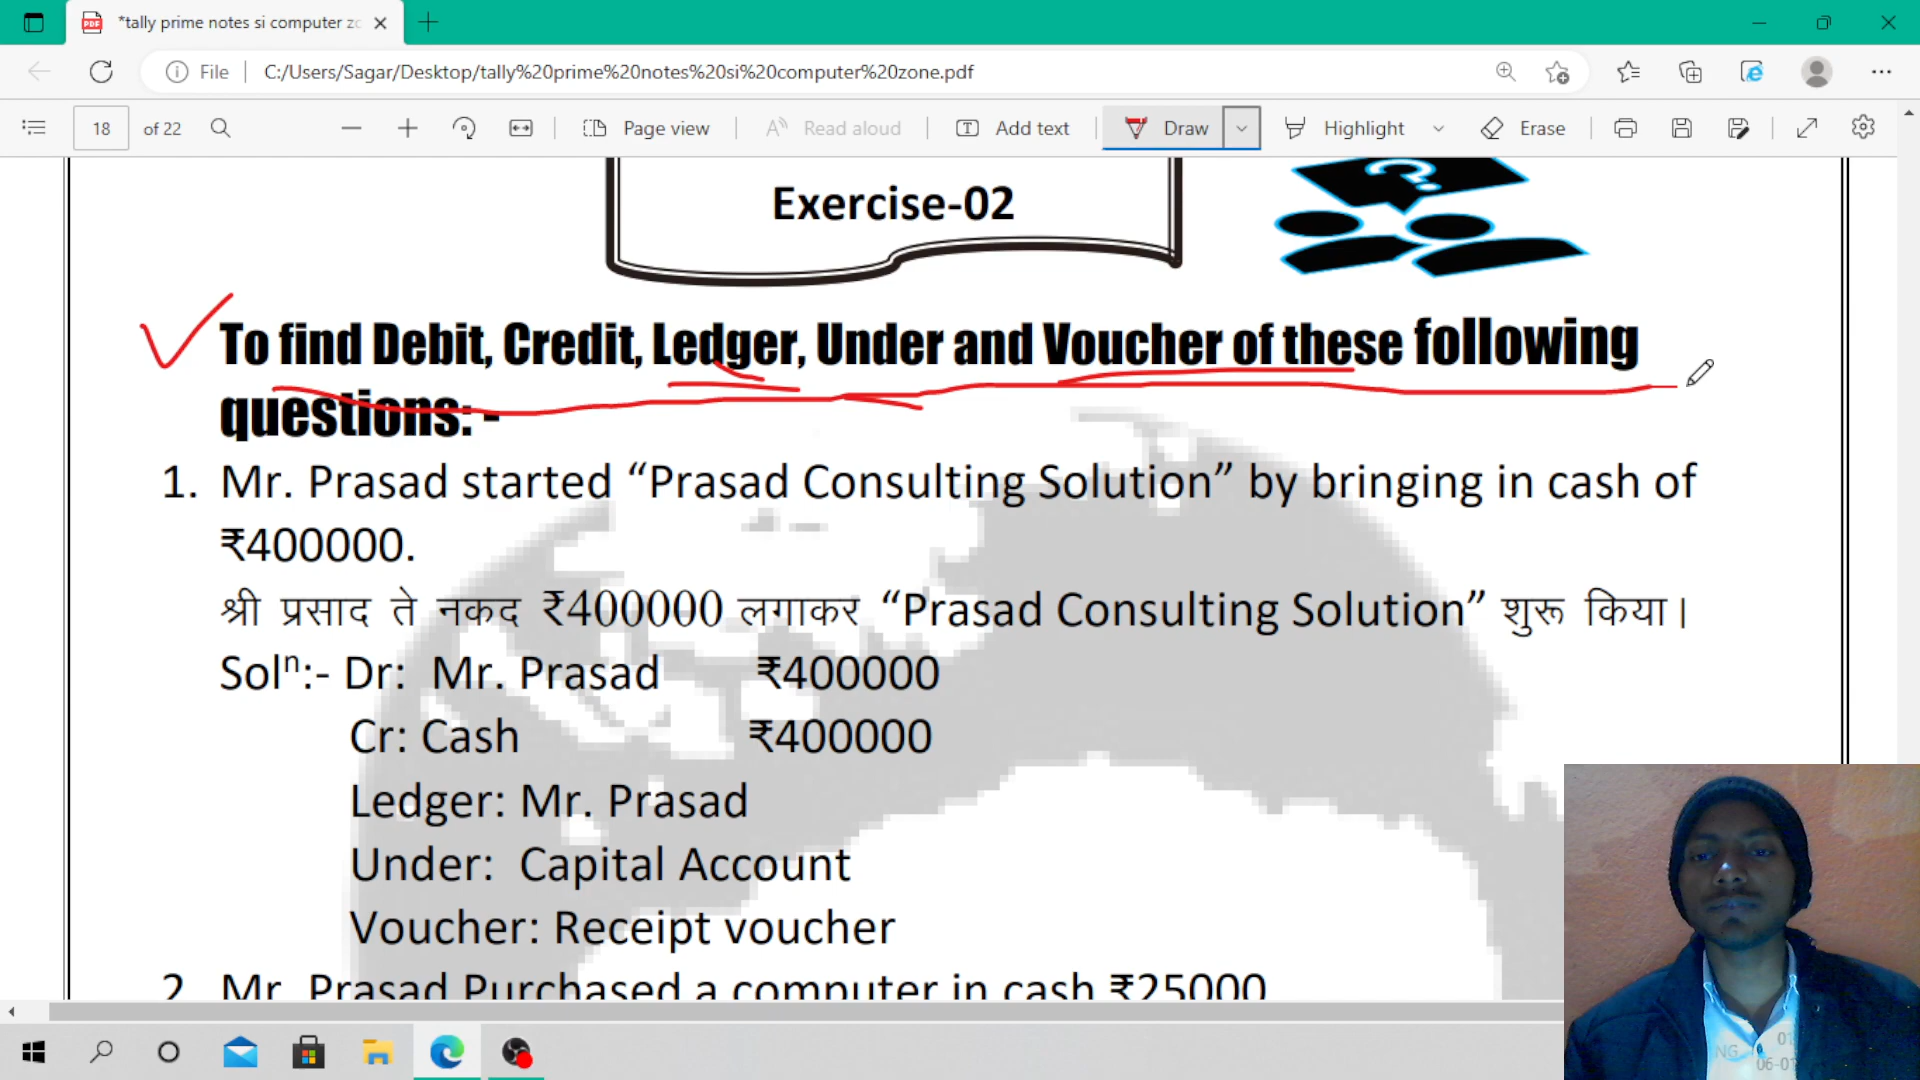 *tally prime notes si computer zo
File
C:/Users/Sagar/Desktop/tally%20prime%20notes%20si%20computer%20zone.pdf
18 of 22
Page view
Read aloud
Add text
Draw
Highlight
Erase
Exercise-02
To find Debit, Credit, Ledger, Under and Voucher of these following
questions: -
1. Mr. Prasad started “Prasad Consulting Solution” by bringing in cash of
₹400000.
श्री प्रसाद ते नकद ₹400000 लगाकर “Prasad Consulting Solution” शुरू किया।
Solⁿ:- Dr: Mr. Prasad ₹400000
Cr: Cash ₹400000
Ledger: Mr. Prasad
Under: Capital Account
Voucher: Receipt voucher
2. Mr. Prasad Purchased a computer in cash ₹25000